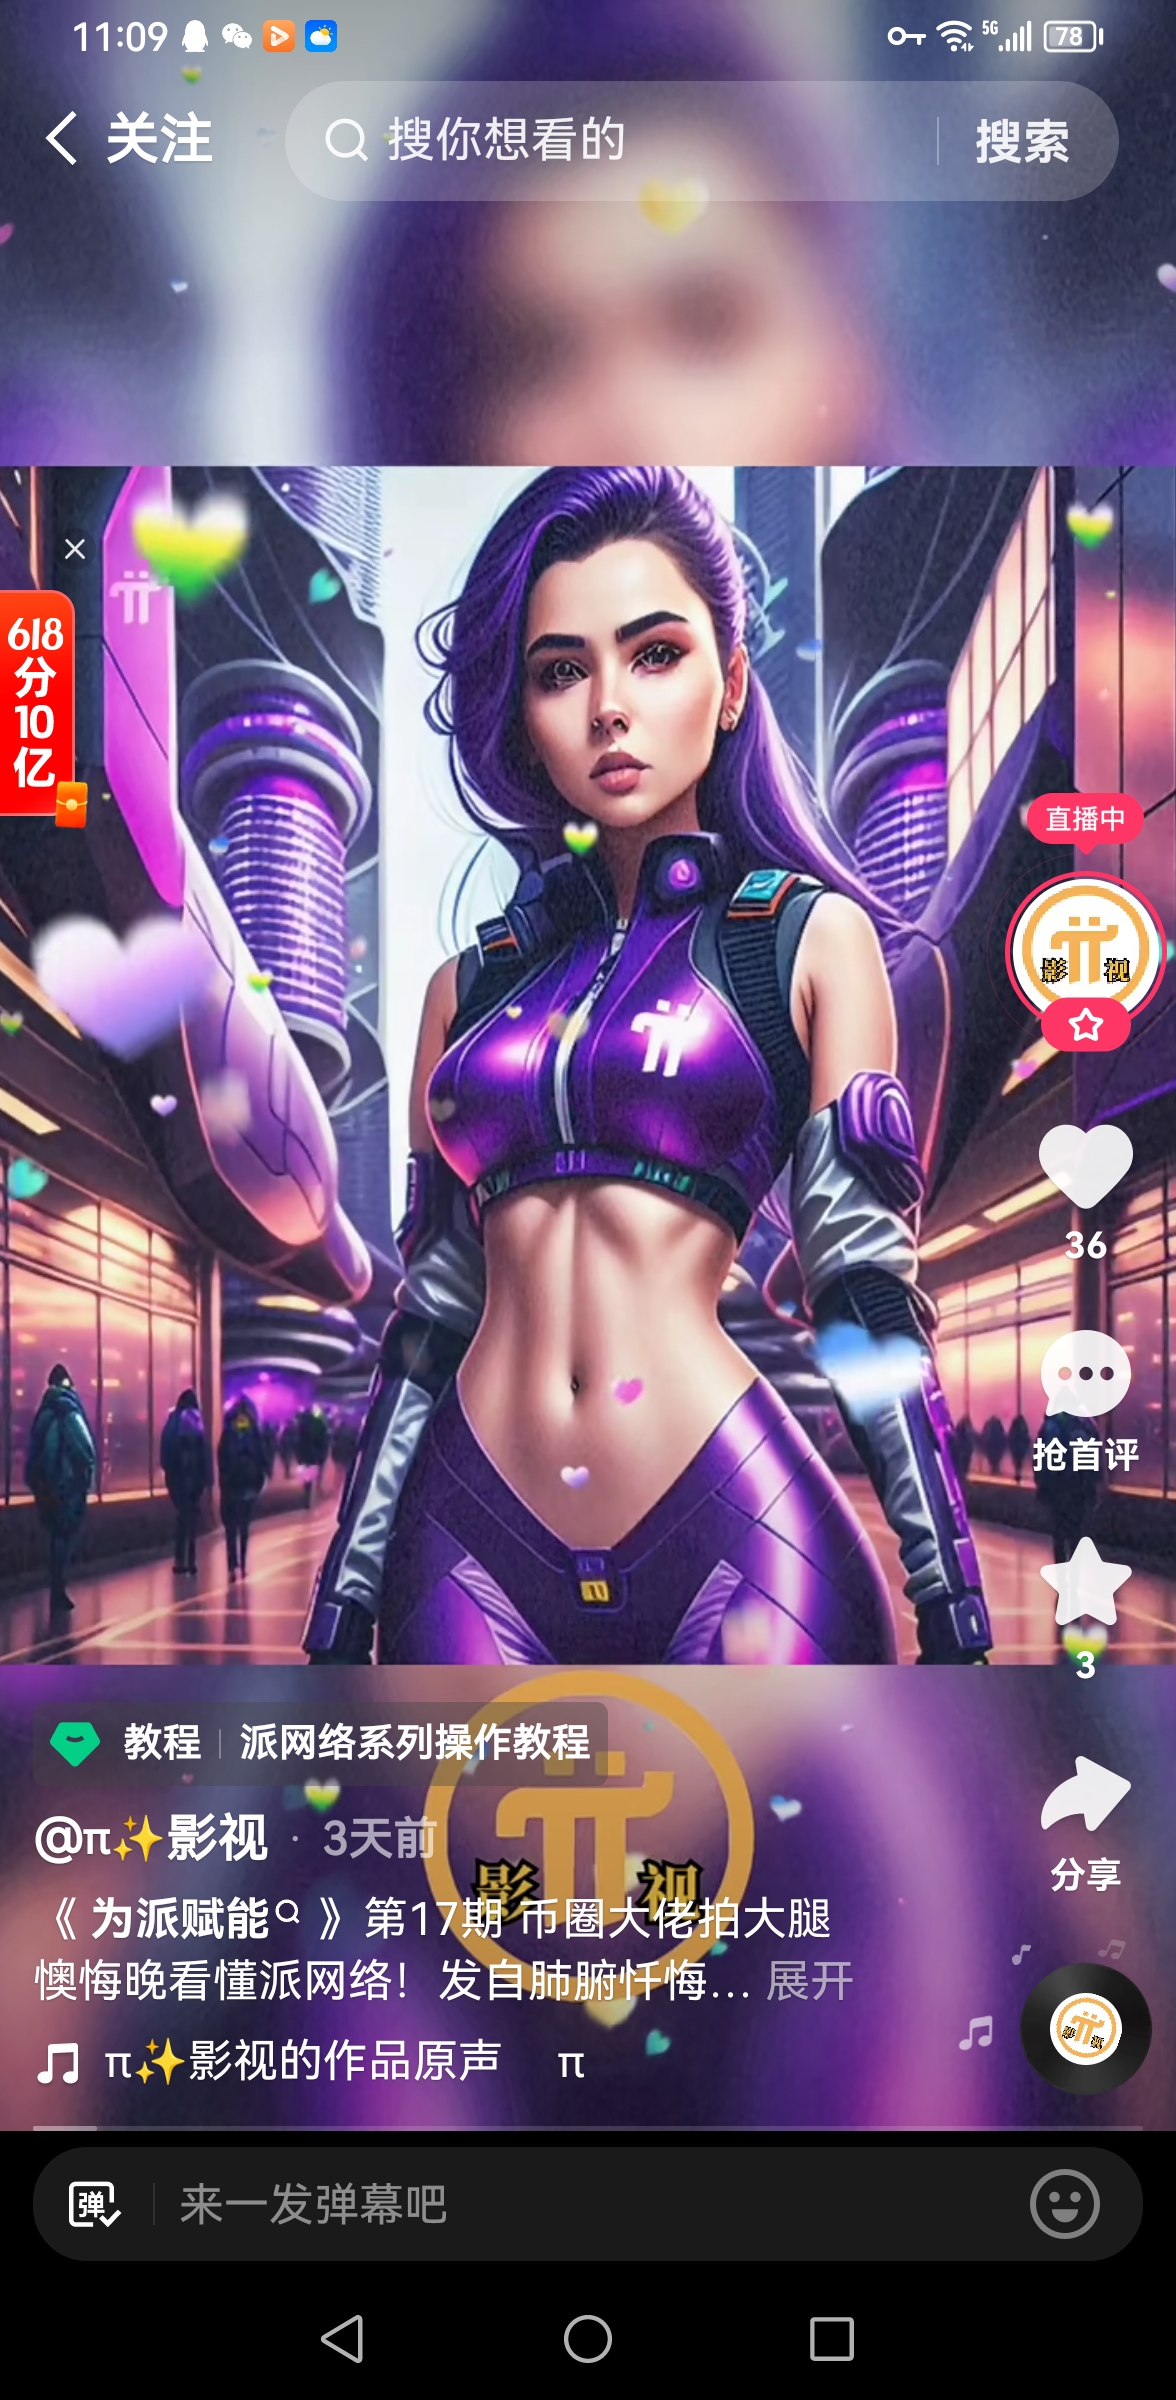 11:09
5G
78
关注
搜你想看的
搜索
618
分
10
亿
直播中
影 视
36
抢首评
3
教程 | 派网络系列操作教程
@π✨影视 · 3天前
影 视
分享
《 为派赋能 》 第17期 币圈大佬拍大腿
懊悔晚看懂派网络！发自肺腑忏悔... 展开
π✨影视的作品原声 π
影 视
弹
来一发弹幕吧